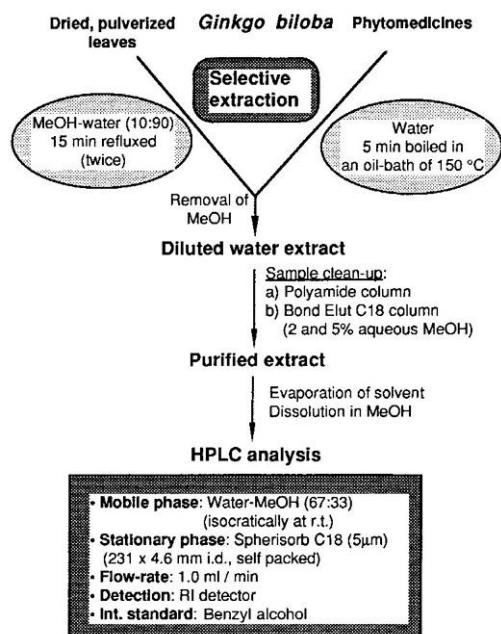 Dried, pulverized leaves
Ginkgo biloba
Phytomedicines
Selective
extraction
MeOH-water (10:90)
15 min refluxed
(twice)
Water
5 min boiled in
an oil-bath of 150 °C
Removal of
MeOH
Diluted water extract
Sample clean-up:
a) Polyamide column
b) Bond Elut C18 column
(2 and 5% aqueous MeOH)
Purified extract
Evaporation of solvent
Dissolution in MeOH
HPLC analysis
• Mobile phase: Water-MeOH (67:33)
(isocratically at r.t.)
• Stationary phase: Spherisorb C18 (5µm)
(231 x 4.6 mm i.d., self packed)
• Flow-rate: 1.0 ml / min
• Detection: RI detector
• Int. standard: Benzyl alcohol